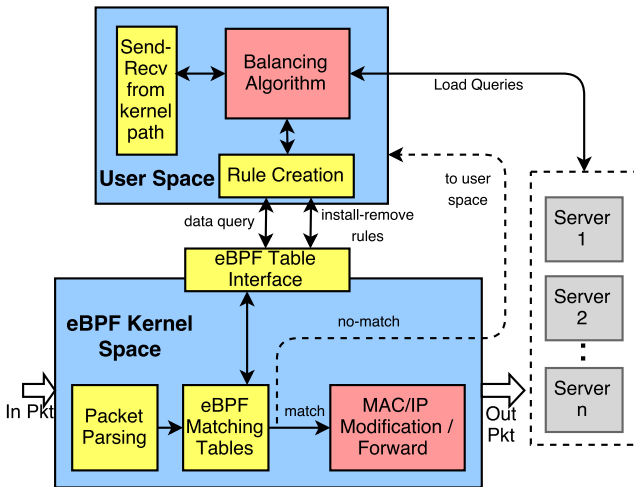 Send-
Recv
from
kernel
path
Balancing
Algorithm
Load Queries
User Space
Rule Creation
to user
space
data query
install-remove
rules
Server
1
eBPF Table
Interface
eBPF Kernel
Space
no-match
Server
2
In Pkt
Packet
Parsing
eBPF
Matching
Tables
match
MAC/IP
Modification /
Forward
Out
Pkt
Server
n